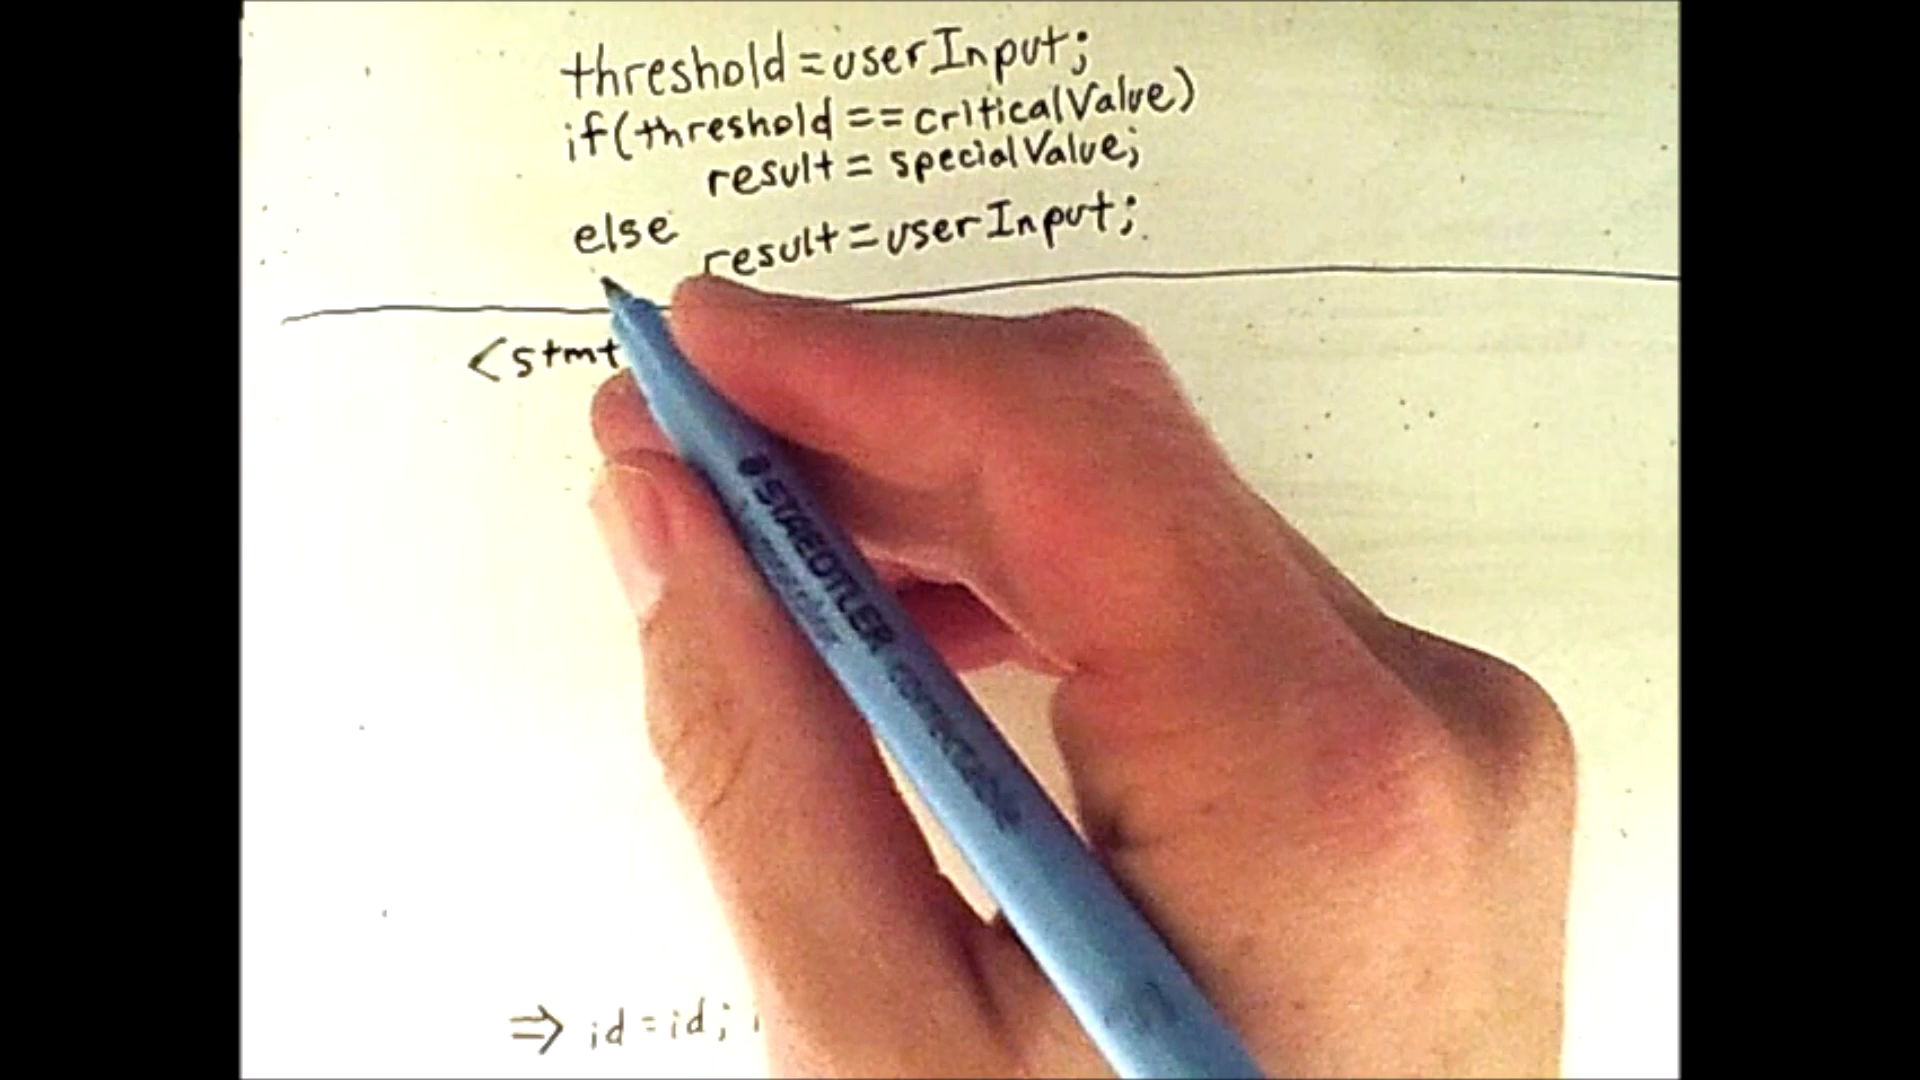 threshold = userInput;
if(threshold == criticalValue)
result = specialValue;
else
result = userInput;
<stmt
STAEDTLER
⇒ id = id;